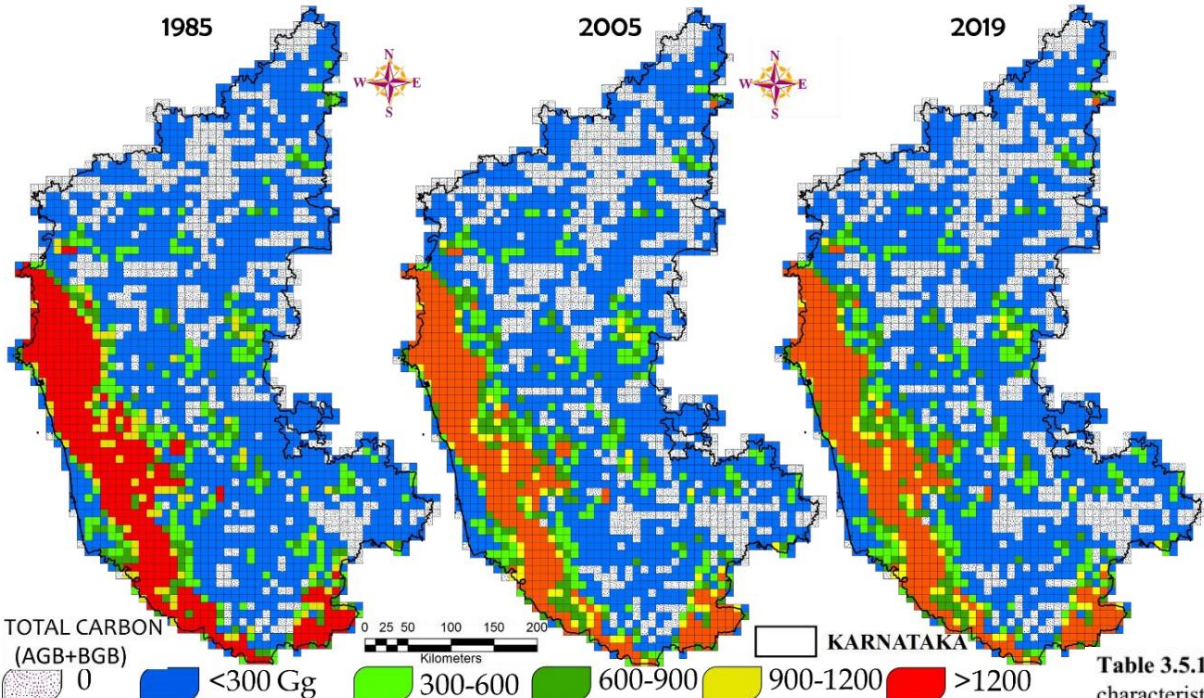 1985
2005
2019
N
W E
S
N
W E
S
TOTAL CARBON
(AGB+BGB)
0
<300 Gg
300-600
600-900
900-1200
>1200
0 25 50 100 150 200
Kilometers
KARNATAKA
Table 3.5.1
characteris